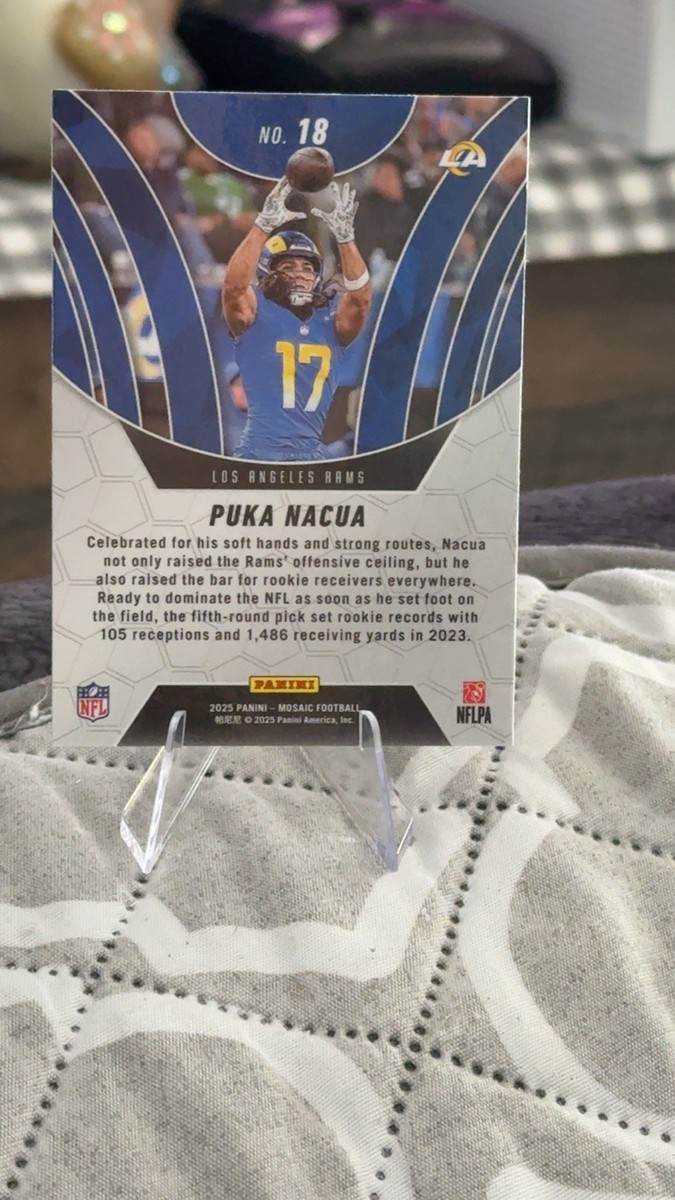 NO. 18
LA
17
LOS ANGELES RAMS
PUKA NACUA
Celebrated for his soft hands and strong routes, Nacua
not only raised the Rams' offensive ceiling, but he
also raised the bar for rookie receivers everywhere.
Ready to dominate the NFL as soon as he set foot on
the field, the fifth-round pick set rookie records with
105 receptions and 1,486 receiving yards in 2023.
PANINI
NFL
NFLPA
2025 PANINI – MOSAIC FOOTBALL
帕尼尼 © 2025 Panini America, Inc.